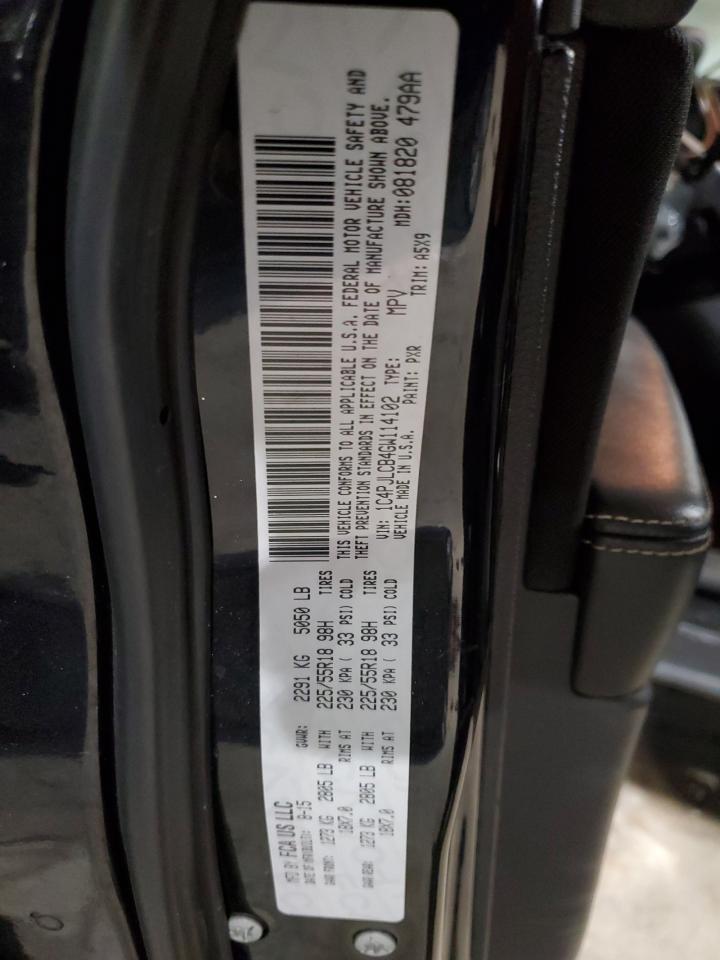 MFD BY FCA US LLC
DATE OF MFR: 8-15 GVWR: 2291 KG 5050 LB
GAWR FRONT: 1273 KG 2805 LB WITH 225/55R18 98H TIRES
18X7.0 RIMS AT 230 KPA ( 33 PSI) COLD
GAWR REAR: 1273 KG 2805 LB WITH 225/55R18 98H TIRES
18X7.0 RIMS AT 230 KPA ( 33 PSI) COLD
THIS VEHICLE CONFORMS TO ALL APPLICABLE U.S.A. FEDERAL MOTOR VEHICLE SAFETY AND
THEFT PREVENTION STANDARDS IN EFFECT ON THE DATE OF MANUFACTURE SHOWN ABOVE.
VIN: 1C4PJLCB4GW114102 TYPE: MPV MDH:081820 479AA
VEHICLE MADE IN U.S.A. PAINT: PXR TRIM: A5X9